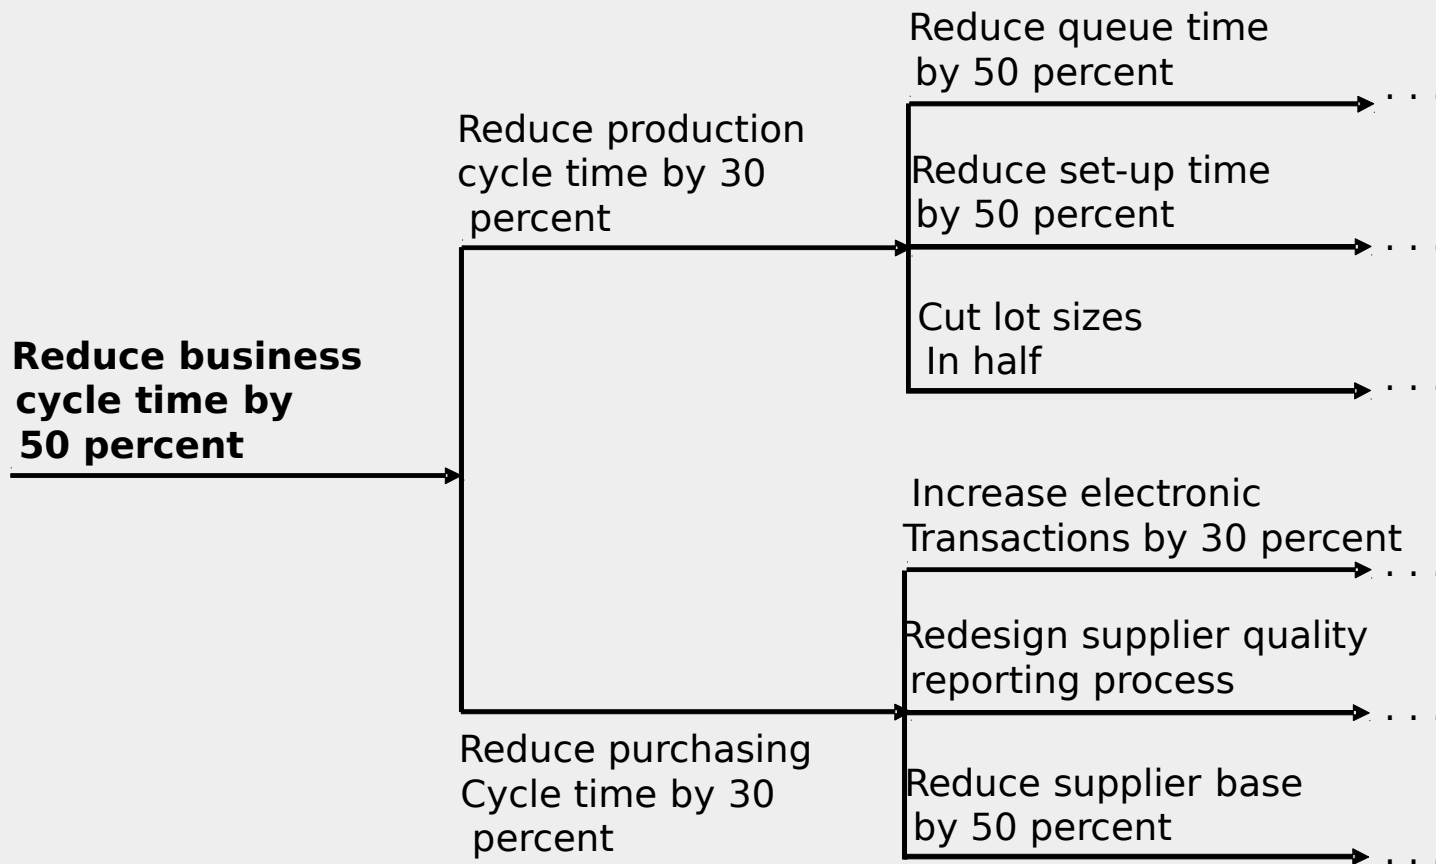 Reduce business
cycle time by
50 percent
Reduce production
cycle time by 30
percent
Reduce queue time
by 50 percent
. . .
Reduce set-up time
by 50 percent
. . .
Cut lot sizes
In half
. . .
Reduce purchasing
Cycle time by 30
percent
Increase electronic
Transactions by 30 percent
. . .
Redesign supplier quality
reporting process
. . .
Reduce supplier base
by 50 percent
. . .